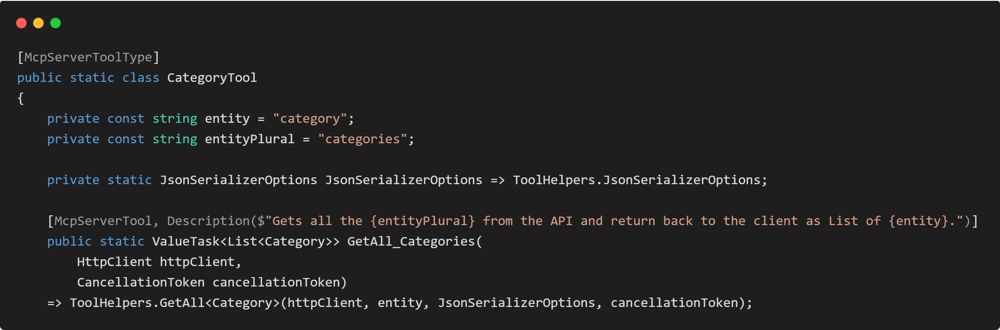 [McpServerToolType]
public static class CategoryTool
{
    private const string entity = "category";
    private const string entityPlural = "categories";

    private static JsonSerializerOptions JsonSerializerOptions => ToolHelpers.JsonSerializerOptions;

    [McpServerTool, Description($"Gets all the {entityPlural} from the API and return back to the client as List of {entity}.")]
    public static ValueTask<List<Category>> GetAll_Categories(
        HttpClient httpClient,
        CancellationToken cancellationToken)
    => ToolHelpers.GetAll<Category>(httpClient, entity, JsonSerializerOptions, cancellationToken);